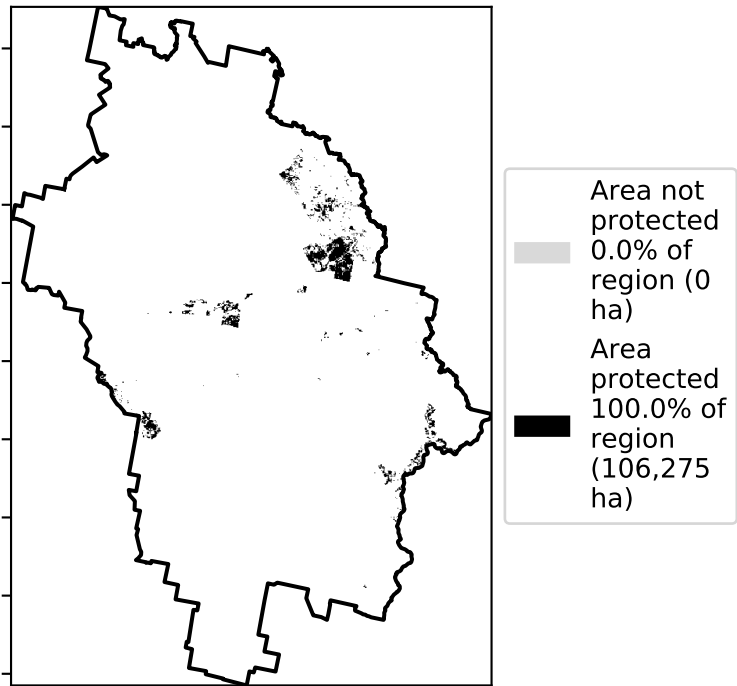 Area not
protected
0.0% of
region (0
ha)
Area
protected
100.0% of
region
(106,275
ha)